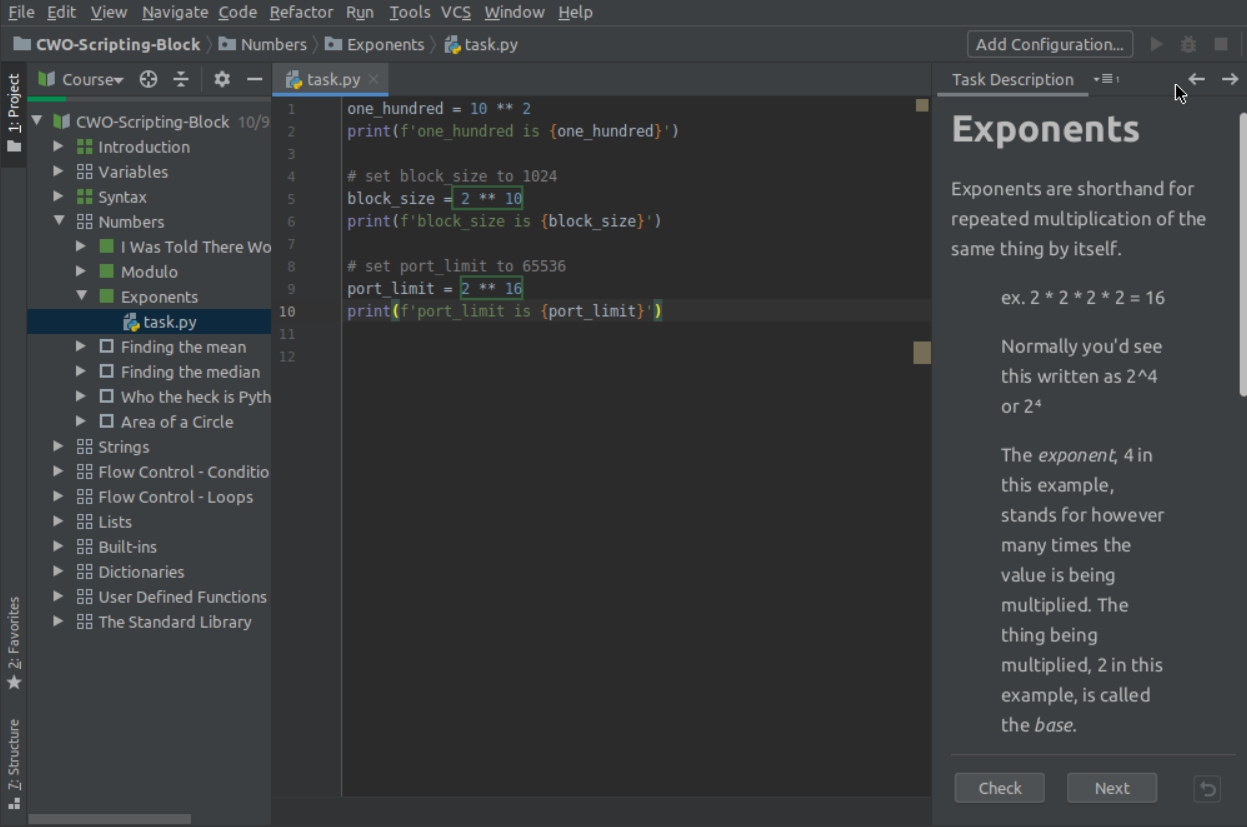 File Edit View Navigate Code Refactor Run Tools VCS Window Help
CWO-Scripting-Block Numbers Exponents task.py Add Configuration...
1: Project
2: Favorites
7: Structure
Course
CWO-Scripting-Block 10/9
Introduction
Variables
Syntax
Numbers
I Was Told There Wo
Modulo
Exponents
task.py
Finding the mean
Finding the median
Who the heck is Pyth
Area of a Circle
Strings
Flow Control - Conditio
Flow Control - Loops
Lists
Built-ins
Dictionaries
User Defined Functions
The Standard Library
task.py
1 one_hundred = 10 ** 2
2 print(f'one_hundred is {one_hundred}')
3
4 # set block_size to 1024
5 block_size = 2 ** 10
6 print(f'block_size is {block_size}')
7
8 # set port_limit to 65536
9 port_limit = 2 ** 16
10 print(f'port_limit is {port_limit}')
11
12
Task Description 1
Exponents
Exponents are shorthand for
repeated multiplication of the
same thing by itself.
ex. 2 * 2 * 2 * 2 = 16
Normally you'd see
this written as 2^4
or 2⁴
The exponent, 4 in
this example,
stands for however
many times the
value is being
multiplied. The
thing being
multiplied, 2 in this
example, is called
the base.
Check Next